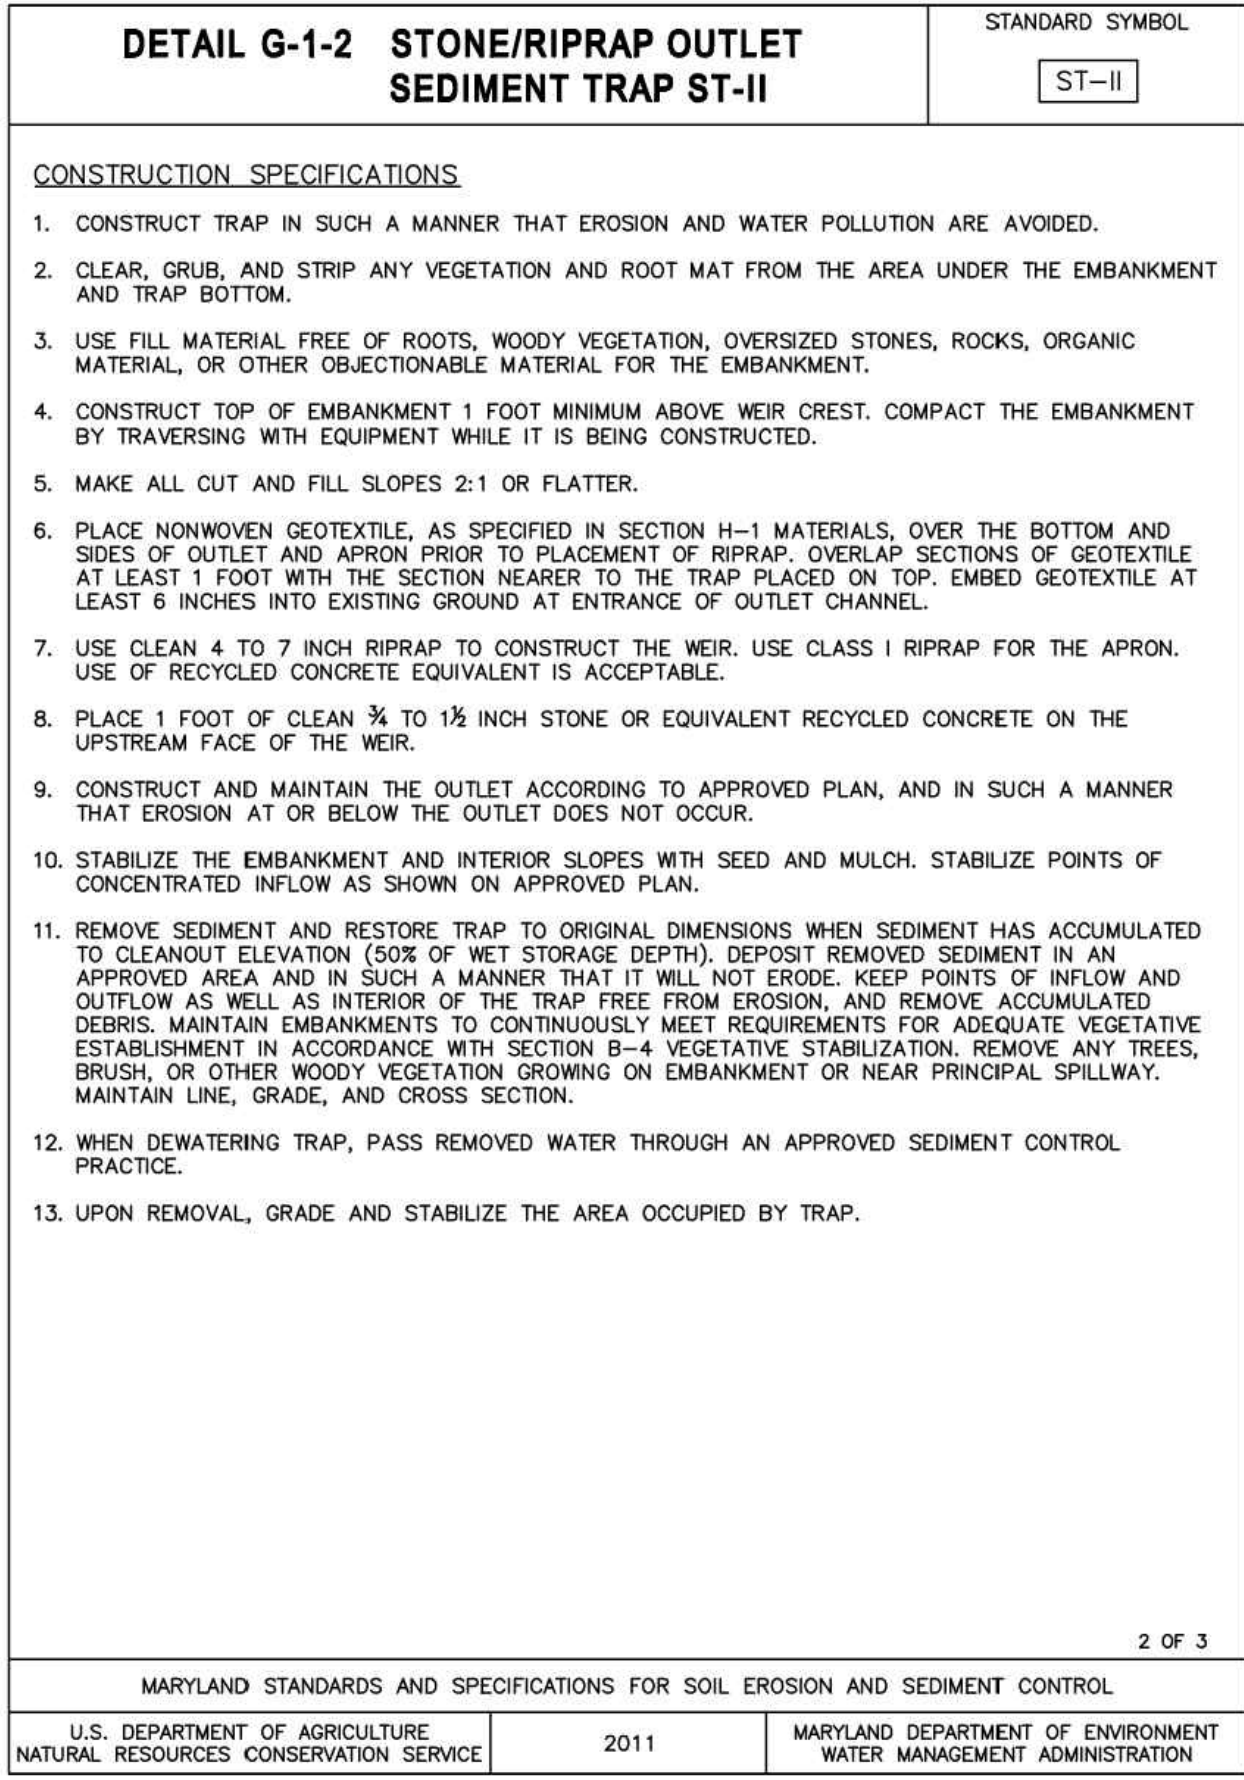 DETAIL G-1-2 STONE/RIPRAP OUTLET
SEDIMENT TRAP ST-II
STANDARD SYMBOL
ST-II
CONSTRUCTION SPECIFICATIONS
1. CONSTRUCT TRAP IN SUCH A MANNER THAT EROSION AND WATER POLLUTION ARE AVOIDED.
2. CLEAR, GRUB, AND STRIP ANY VEGETATION AND ROOT MAT FROM THE AREA UNDER THE EMBANKMENT
AND TRAP BOTTOM.
3. USE FILL MATERIAL FREE OF ROOTS, WOODY VEGETATION, OVERSIZED STONES, ROCKS, ORGANIC
MATERIAL, OR OTHER OBJECTIONABLE MATERIAL FOR THE EMBANKMENT.
4. CONSTRUCT TOP OF EMBANKMENT 1 FOOT MINIMUM ABOVE WEIR CREST. COMPACT THE EMBANKMENT
BY TRAVERSING WITH EQUIPMENT WHILE IT IS BEING CONSTRUCTED.
5. MAKE ALL CUT AND FILL SLOPES 2:1 OR FLATTER.
6. PLACE NONWOVEN GEOTEXTILE, AS SPECIFIED IN SECTION H-1 MATERIALS, OVER THE BOTTOM AND
SIDES OF OUTLET AND APRON PRIOR TO PLACEMENT OF RIPRAP. OVERLAP SECTIONS OF GEOTEXTILE
AT LEAST 1 FOOT WITH THE SECTION NEARER TO THE TRAP PLACED ON TOP. EMBED GEOTEXTILE AT
LEAST 6 INCHES INTO EXISTING GROUND AT ENTRANCE OF OUTLET CHANNEL.
7. USE CLEAN 4 TO 7 INCH RIPRAP TO CONSTRUCT THE WEIR. USE CLASS I RIPRAP FOR THE APRON.
USE OF RECYCLED CONCRETE EQUIVALENT IS ACCEPTABLE.
8. PLACE 1 FOOT OF CLEAN ¾ TO 1½ INCH STONE OR EQUIVALENT RECYCLED CONCRETE ON THE
UPSTREAM FACE OF THE WEIR.
9. CONSTRUCT AND MAINTAIN THE OUTLET ACCORDING TO APPROVED PLAN, AND IN SUCH A MANNER
THAT EROSION AT OR BELOW THE OUTLET DOES NOT OCCUR.
10. STABILIZE THE EMBANKMENT AND INTERIOR SLOPES WITH SEED AND MULCH. STABILIZE POINTS OF
CONCENTRATED INFLOW AS SHOWN ON APPROVED PLAN.
11. REMOVE SEDIMENT AND RESTORE TRAP TO ORIGINAL DIMENSIONS WHEN SEDIMENT HAS ACCUMULATED
TO CLEANOUT ELEVATION (50% OF WET STORAGE DEPTH). DEPOSIT REMOVED SEDIMENT IN AN
APPROVED AREA AND IN SUCH A MANNER THAT IT WILL NOT ERODE. KEEP POINTS OF INFLOW AND
OUTFLOW AS WELL AS INTERIOR OF THE TRAP FREE FROM EROSION, AND REMOVE ACCUMULATED
DEBRIS. MAINTAIN EMBANKMENTS TO CONTINUOUSLY MEET REQUIREMENTS FOR ADEQUATE VEGETATIVE
ESTABLISHMENT IN ACCORDANCE WITH SECTION B-4 VEGETATIVE STABILIZATION. REMOVE ANY TREES,
BRUSH, OR OTHER WOODY VEGETATION GROWING ON EMBANKMENT OR NEAR PRINCIPAL SPILLWAY.
MAINTAIN LINE, GRADE, AND CROSS SECTION.
12. WHEN DEWATERING TRAP, PASS REMOVED WATER THROUGH AN APPROVED SEDIMENT CONTROL
PRACTICE.
13. UPON REMOVAL, GRADE AND STABILIZE THE AREA OCCUPIED BY TRAP.
2 OF 3
MARYLAND STANDARDS AND SPECIFICATIONS FOR SOIL EROSION AND SEDIMENT CONTROL
U.S. DEPARTMENT OF AGRICULTURE
NATURAL RESOURCES CONSERVATION SERVICE
2011
MARYLAND DEPARTMENT OF ENVIRONMENT
WATER MANAGEMENT ADMINISTRATION